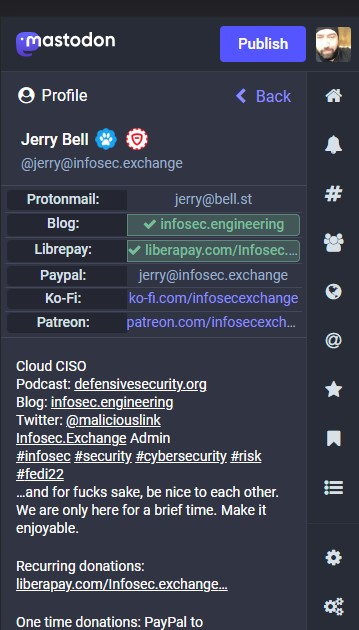 mastodon
Publish
Profile
Back
Jerry Bell
@jerry@infosec.exchange
Protonmail: jerry@bell.st
Blog: infosec.engineering
Librepay: liberapay.com/Infosec....
Paypal: jerry@infosec.exchange
Ko-Fi: ko-fi.com/infosecexchange
Patreon: patreon.com/infosecexch...
Cloud CISO
Podcast: defensivesecurity.org
Blog: infosec.engineering
Twitter: @maliciouslink
Infosec.Exchange Admin
#infosec #security #cybersecurity #risk
#fedi22
…and for fucks sake, be nice to each other.
We are only here for a brief time. Make it
enjoyable.
Recurring donations:
liberapay.com/Infosec.exchange…
One time donations: PayPal to